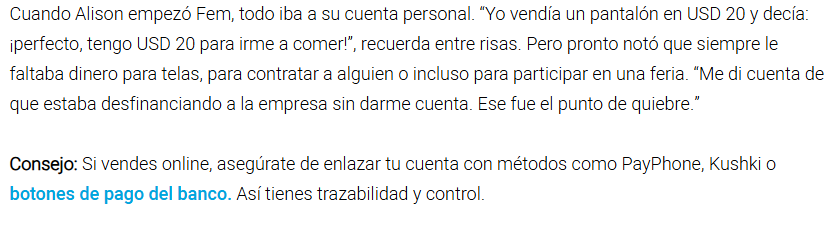 Cuando Alison empezó Fem, todo iba a su cuenta personal. “Yo vendía un pantalón en USD 20 y decía:
¡perfecto, tengo USD 20 para irme a comer!”, recuerda entre risas. Pero pronto notó que siempre le
faltaba dinero para telas, para contratar a alguien o incluso para participar en una feria. “Me di cuenta de
que estaba desfinanciando a la empresa sin darme cuenta. Ese fue el punto de quiebre.”
Consejo: Si vendes online, asegúrate de enlazar tu cuenta con métodos como PayPhone, Kushki o
botones de pago del banco. Así tienes trazabilidad y control.